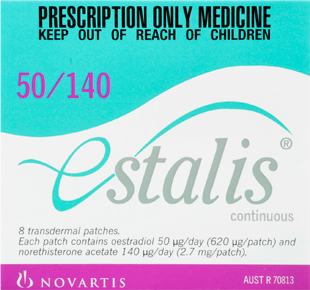 PRESCRIPTION ONLY MEDICINE
KEEP OUT OF REACH OF CHILDREN
50/140
estalis®
continuous
8 transdermal patches.
Each patch contains oestradiol 50 µg/day (620 µg/patch) and
norethisterone acetate 140 µg/day (2.7 mg/patch).
NOVARTIS
AUST R 70813